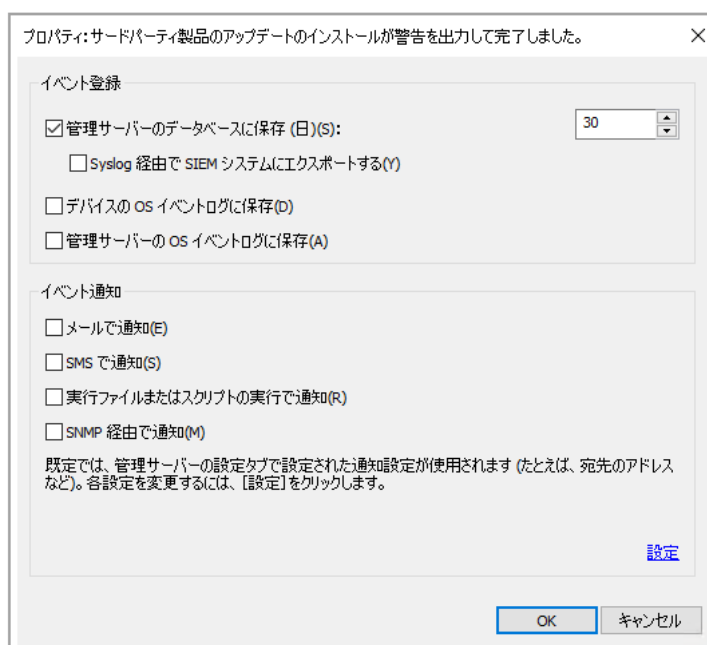 プロパティ:サードパーティ製品のアップデートのインストールが警告を出力して完了しました。
イベント登録
管理サーバーのデータベースに保存 (日)(S):
30
Syslog 経由で SIEM システムにエクスポートする(Y)
デバイスの OS イベントログに保存(D)
管理サーバーの OS イベントログに保存(A)
イベント通知
メールで通知(E)
SMS で通知(S)
実行ファイルまたはスクリプトの実行で通知(R)
SNMP 経由で通知(M)
既定では、管理サーバーの設定タブで設定された通知設定が使用されます (たとえば、宛先のアドレス
など)。各設定を変更するには、[設定]をクリックします。
設定
OK
キャンセル